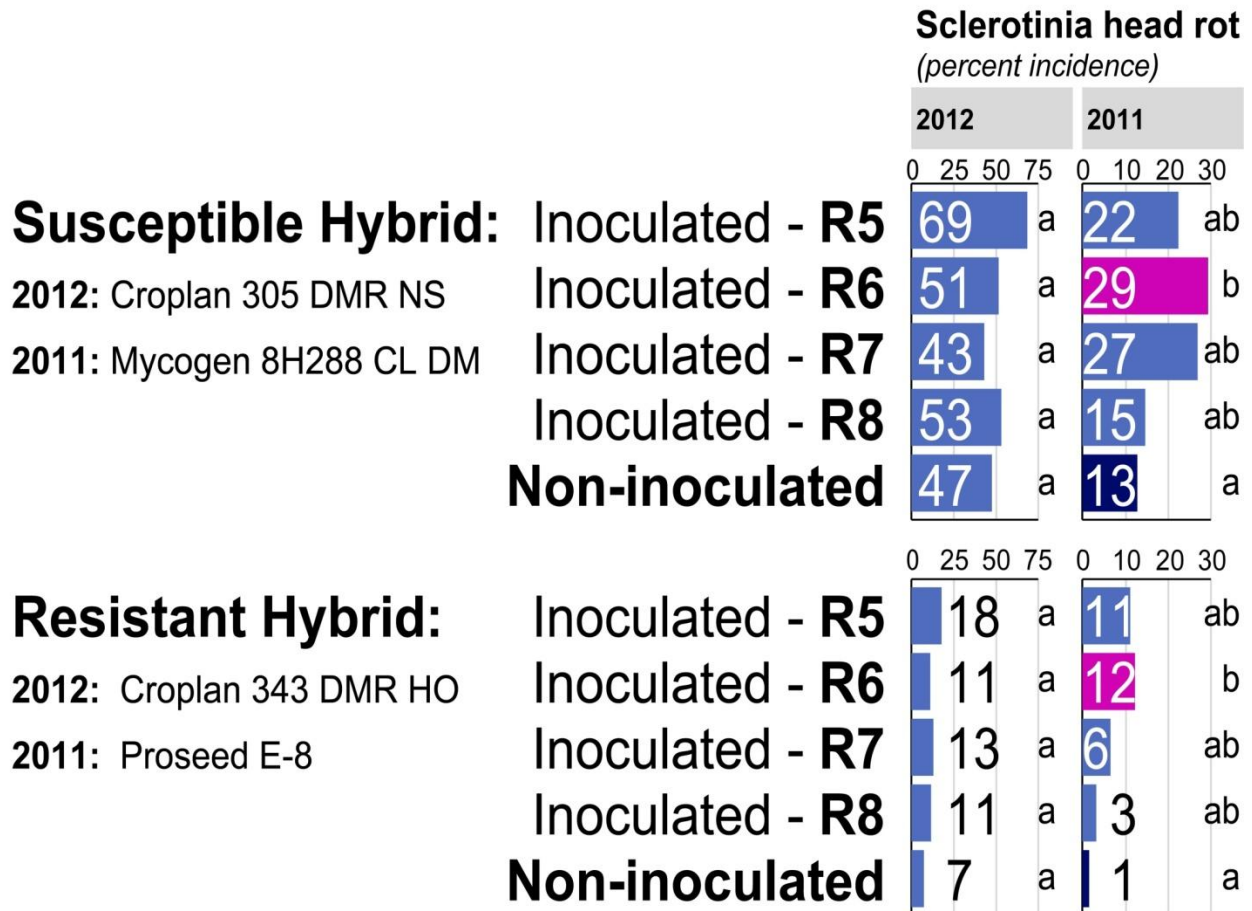 Sclerotinia head rot
(percent incidence)
2012 2011
0 25 50 75 0 10 20 30
Susceptible Hybrid: Inoculated - R5 69 a 22 ab
2012: Croplan 305 DMR NS Inoculated - R6 51 a 29 b
2011: Mycogen 8H288 CL DM Inoculated - R7 43 a 27 ab
Inoculated - R8 53 a 15 ab
Non-inoculated 47 a 13 a
0 25 50 75 0 10 20 30
Resistant Hybrid: Inoculated - R5 18 a 11 ab
2012: Croplan 343 DMR HO Inoculated - R6 11 a 12 b
2011: Proseed E-8 Inoculated - R7 13 a 6 ab
Inoculated - R8 11 a 3 ab
Non-inoculated 7 a 1 a